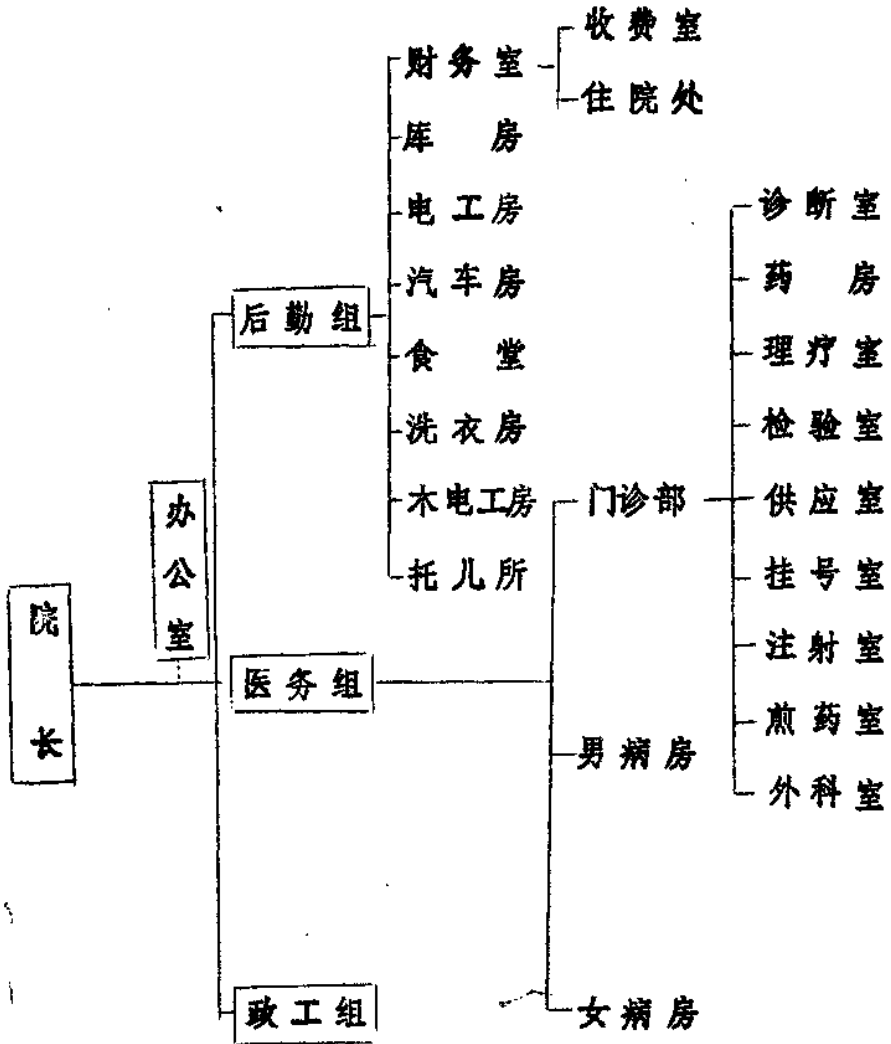 院长
办公室
后勤组
财务室
收费室
住院处
库房
电工房
汽车房
食堂
洗衣房
木电工房
托儿所
医务组
门诊部
诊断室
药房
理疗室
检验室
供应室
挂号室
注射室
煎药室
外科室
男病房
女病房
政工组